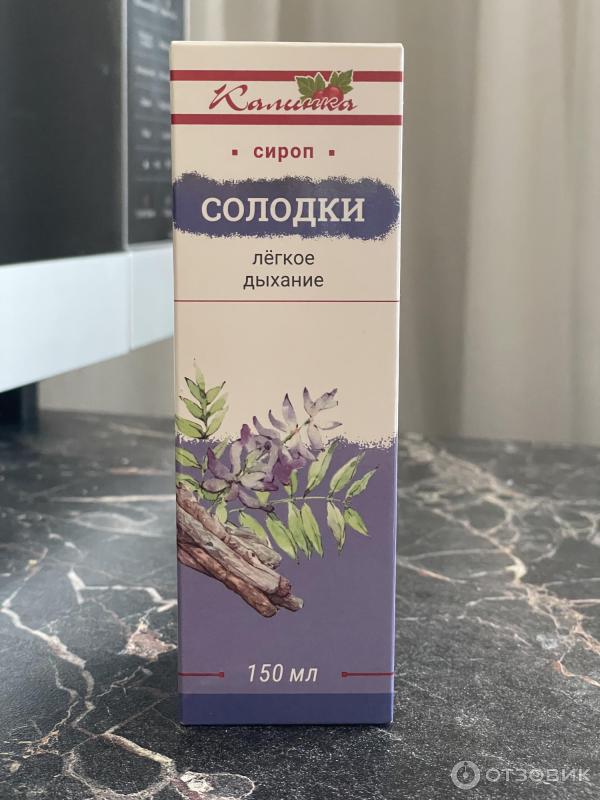 Калинка
сироп
СОЛОДКИ
лёгкое
дыхание
150 мл
ОТЗОВИК